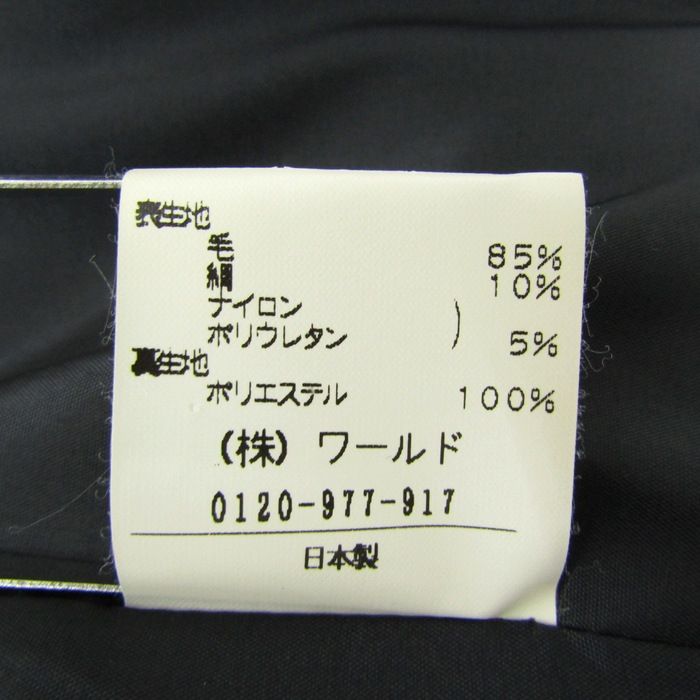 表生地
毛 85%
綿 10%
ナイロン
ポリウレタン ) 5%
裏生地
ポリエステル 100%
(株) ワールド
0120-977-917
日本製